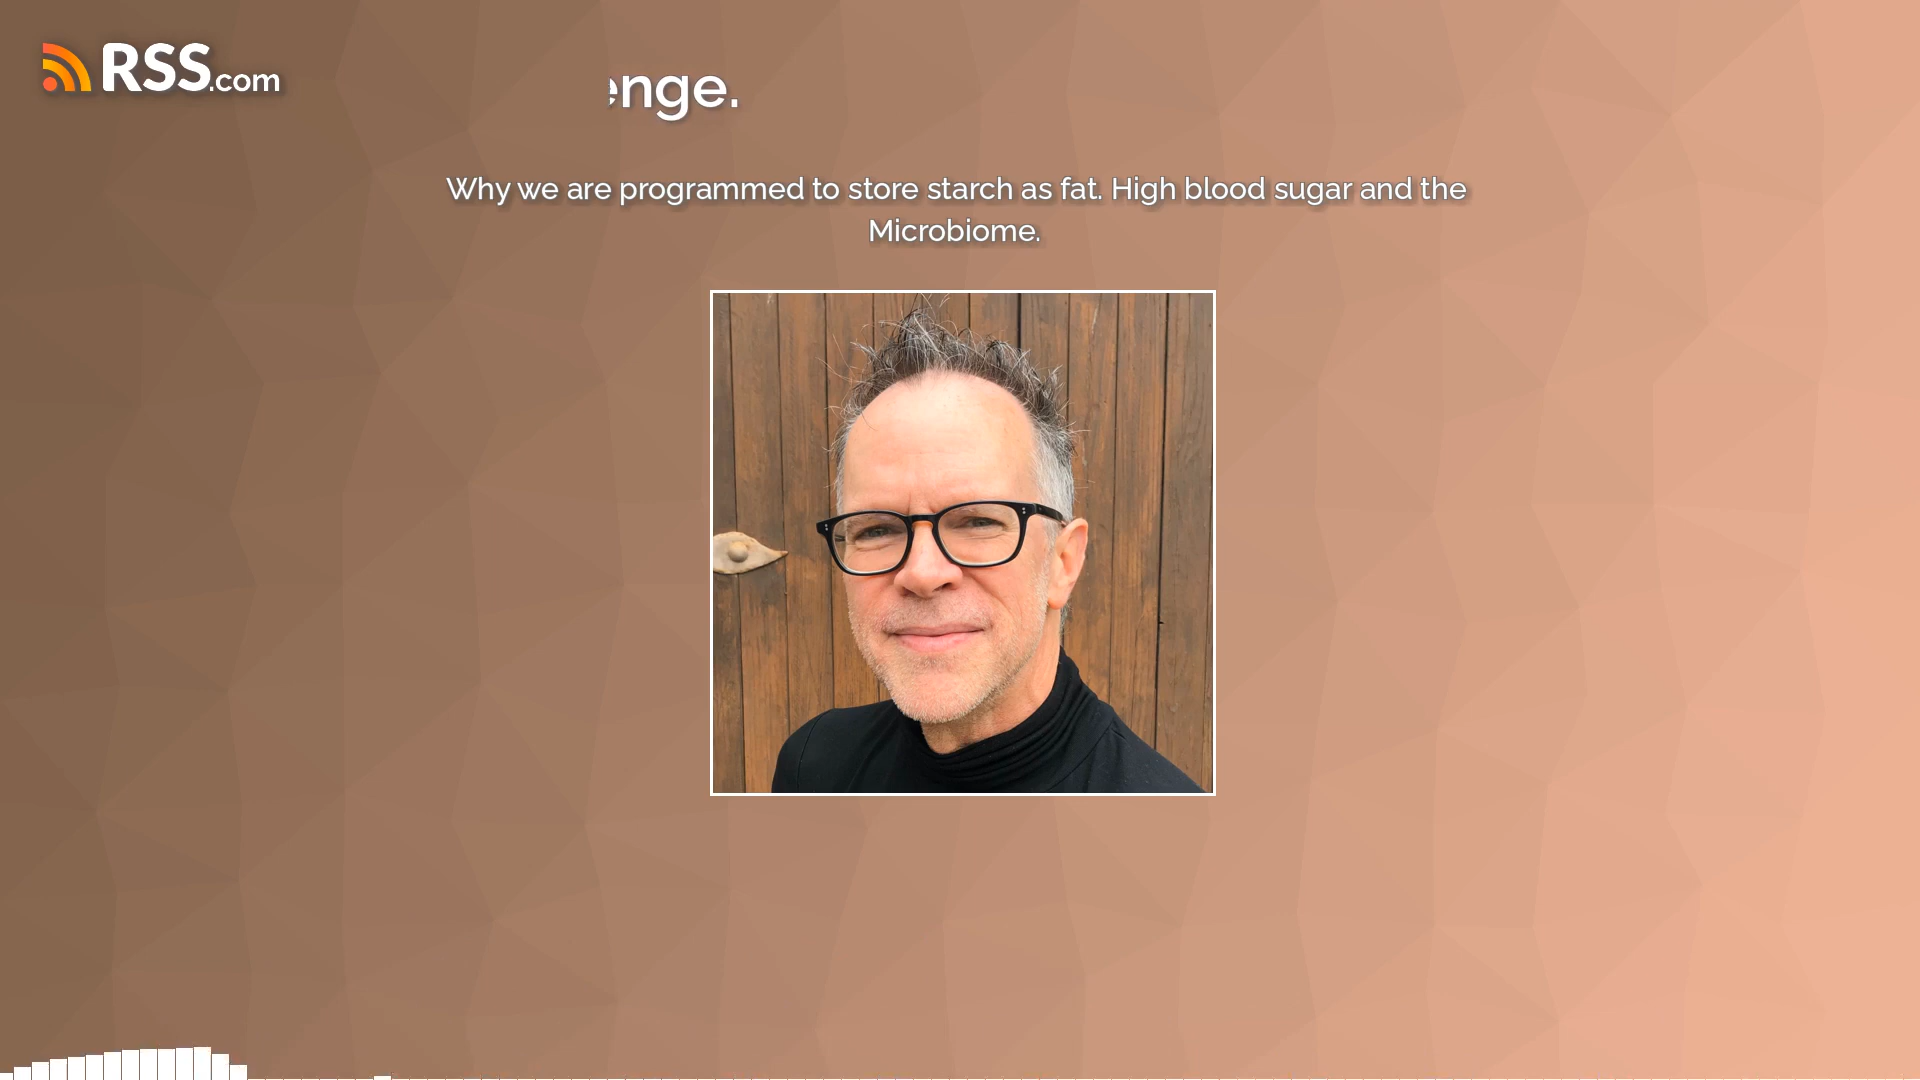 RSS.com
enge.
Why we are programmed to store starch as fat. High blood sugar and the
Microbiome.